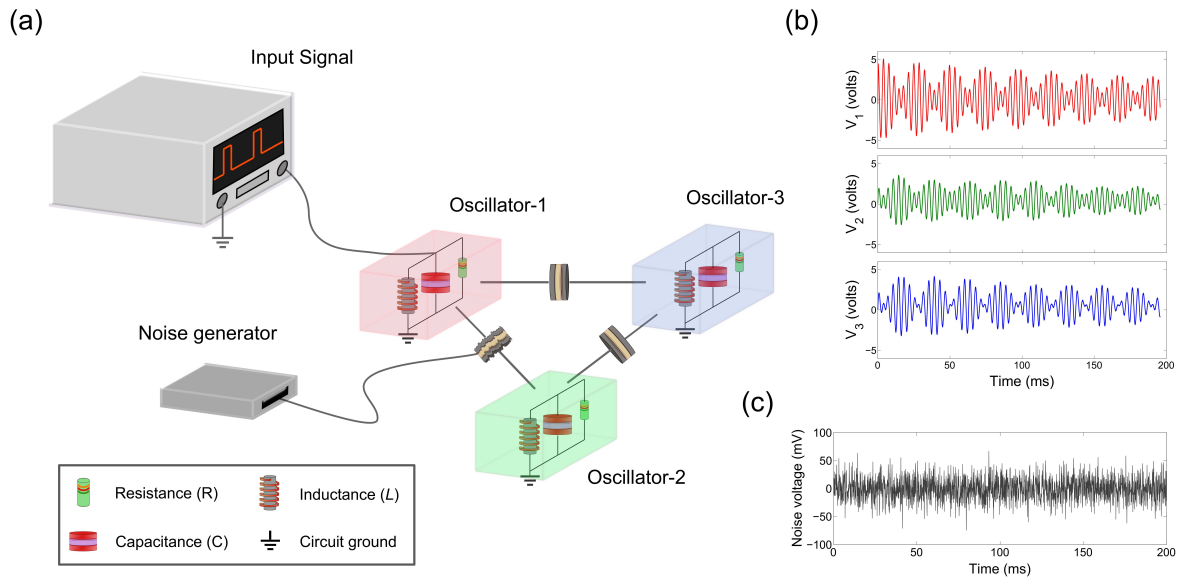 (a)
Input Signal
Oscillator-1
Oscillator-3
Noise generator
Oscillator-2
Resistance (R)
Inductance (L)
Capacitance (C)
Circuit ground
(b)
5
0
−5
V1 (volts)
5
0
−5
V2 (volts)
5
0
−5
V3 (volts)
0 50 100 150 200
Time (ms)
(c)
100
50
0
−50
−100
Noise voltage (mV)
0 50 100 150 200
Time (ms)